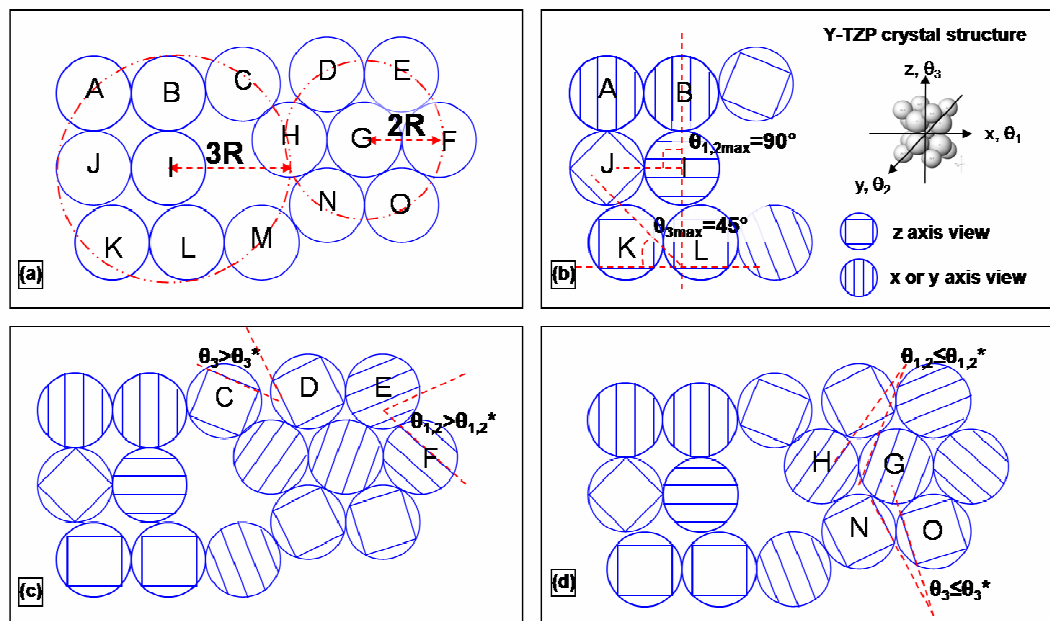 A
B
C
D
E
H
G
2R
F
J
I
3R
N
O
K
L
M
(a)
Y-TZP crystal structure
z, θ3
x, θ1
y, θ2
A
B
θ1,2max=90°
J
I
θ3max=45°
K
L
z axis view
x or y axis view
(b)
θ3>θ3*
C
D
E
θ1,2>θ1,2*
F
(c)
θ1,2≤θ1,2*
H
G
N
O
θ3≤θ3*
(d)